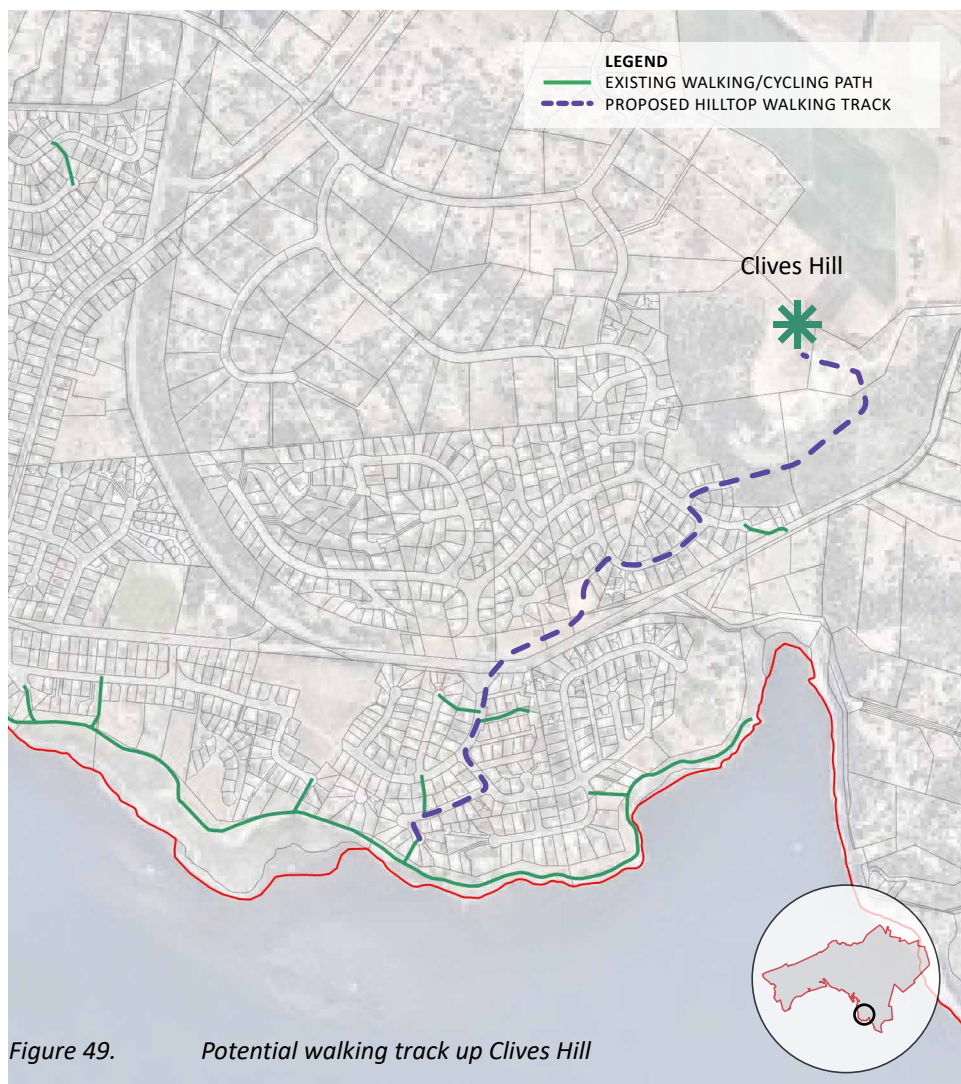 LEGEND
EXISTING WALKING/CYCLING PATH
PROPOSED HILLTOP WALKING TRACK
Clives Hill
Figure 49. Potential walking track up Clives Hill